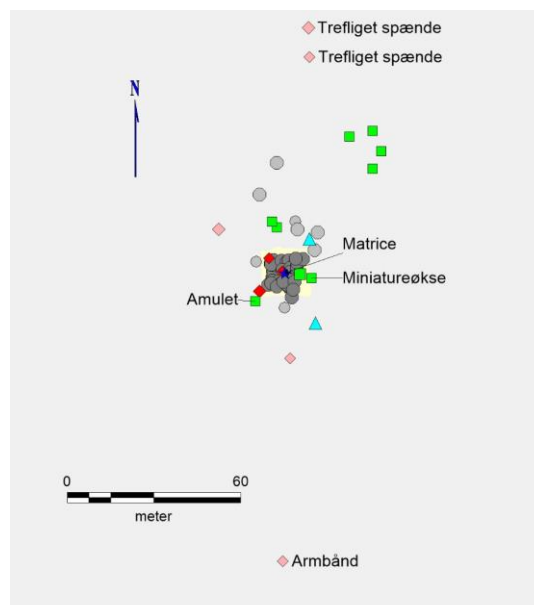 Trefliget spænde
Trefliget spænde
N
Matrice
Miniatureøkse
Amulet
0 60
meter
Armbånd